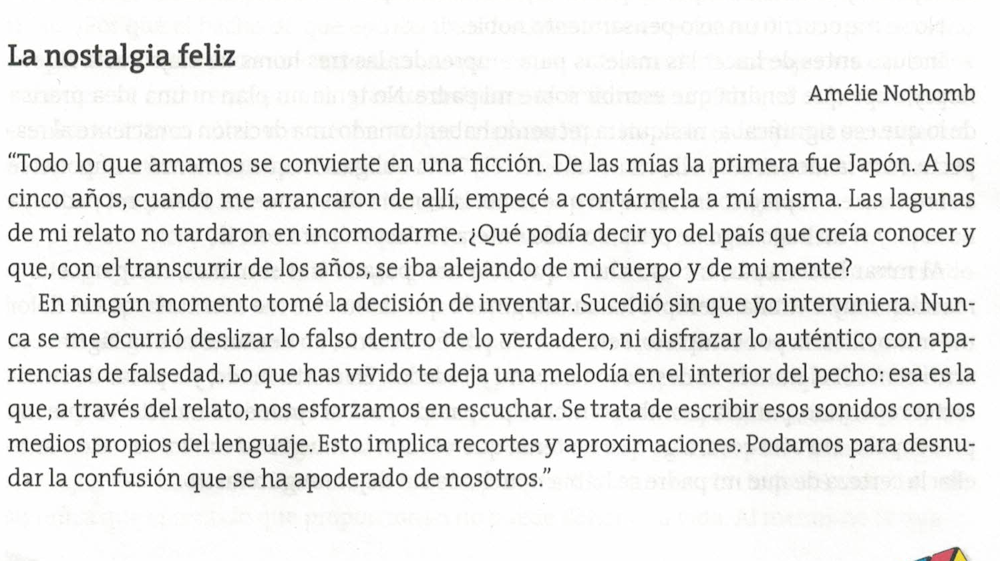 La nostalgia feliz
Amélie Nothomb
“Todo lo que amamos se convierte en una ficción. De las mías la primera fue Japón. A los
cinco años, cuando me arrancaron de allí, empecé a contármela a mí misma. Las lagunas
de mi relato no tardaron en incomodarme. ¿Qué podía decir yo del país que creía conocer y
que, con el transcurrir de los años, se iba alejando de mi cuerpo y de mi mente?
En ningún momento tomé la decisión de inventar. Sucedió sin que yo interviniera. Nun-
ca se me ocurrió deslizar lo falso dentro de lo verdadero, ni disfrazar lo auténtico con apa-
riencias de falsedad. Lo que has vivido te deja una melodía en el interior del pecho: esa es la
que, a través del relato, nos esforzamos en escuchar. Se trata de escribir esos sonidos con los
medios propios del lenguaje. Esto implica recortes y aproximaciones. Podamos para desnu-
dar la confusión que se ha apoderado de nosotros.”